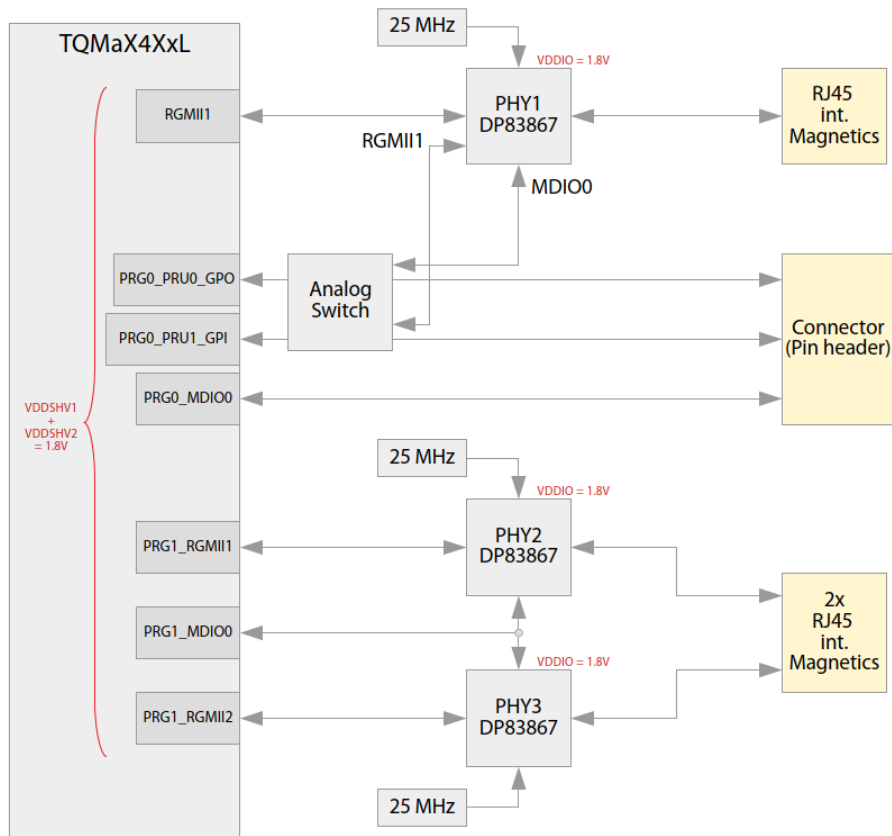 25 MHz
TQMaX4XxL
VDDIO = 1.8V
PHY1
DP83867
RJ45
int.
Magnetics
RGMII1
RGMII1
MDIO0
PRG0_PRU0_GPO
Analog
Switch
PRG0_PRU1_GPI
Connector
(Pin header)
PRG0_MDIO0
VDDSHV1
+
VDDSHV2
= 1.8V
25 MHz
VDDIO = 1.8V
PHY2
DP83867
PRG1_RGMII1
2x
RJ45
int.
Magnetics
PRG1_MDIO0
VDDIO = 1.8V
PHY3
DP83867
PRG1_RGMII2
25 MHz